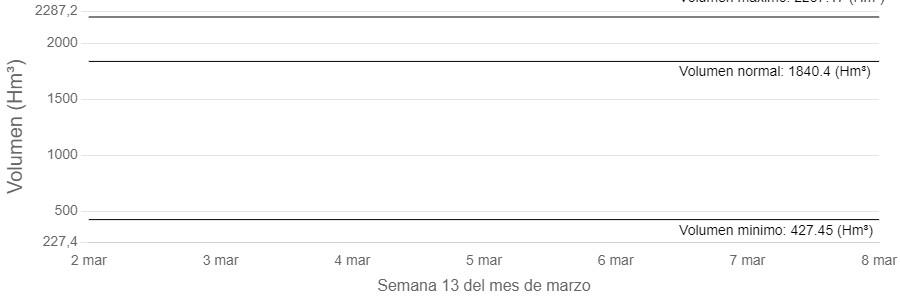 2287,2
2000
Volumen normal: 1840.4 (Hm³)
1500
Volumen (Hm³)
1000
500
Volumen minimo: 427.45 (Hm³)
227,4
2 mar 3 mar 4 mar 5 mar 6 mar 7 mar 8 mar
Semana 13 del mes de marzo